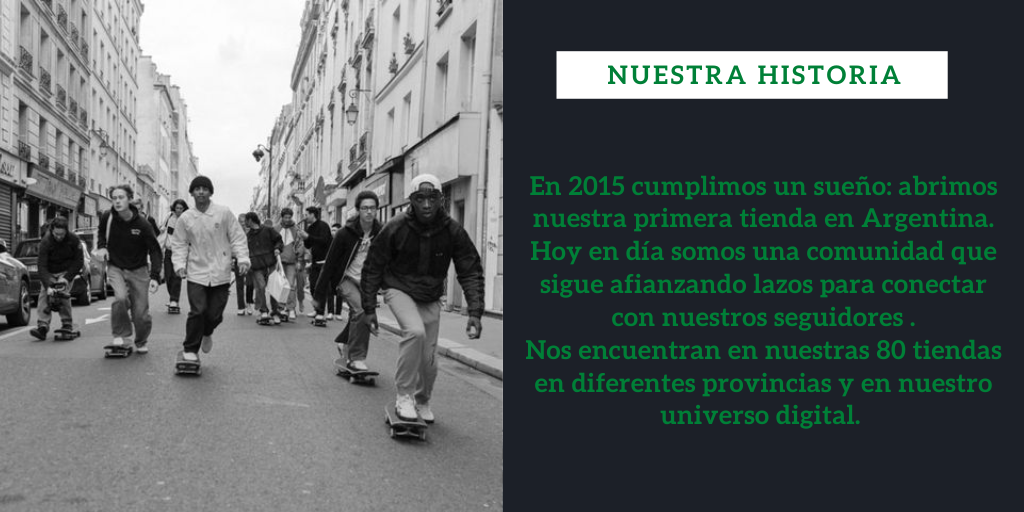 NUESTRA HISTORIA
En 2015 cumplimos un sueño: abrimos
nuestra primera tienda en Argentina.
Hoy en día somos una comunidad que
sigue afianzando lazos para conectar
con nuestros seguidores .
Nos encuentran en nuestras 80 tiendas
en diferentes provincias y en nuestro
universo digital.